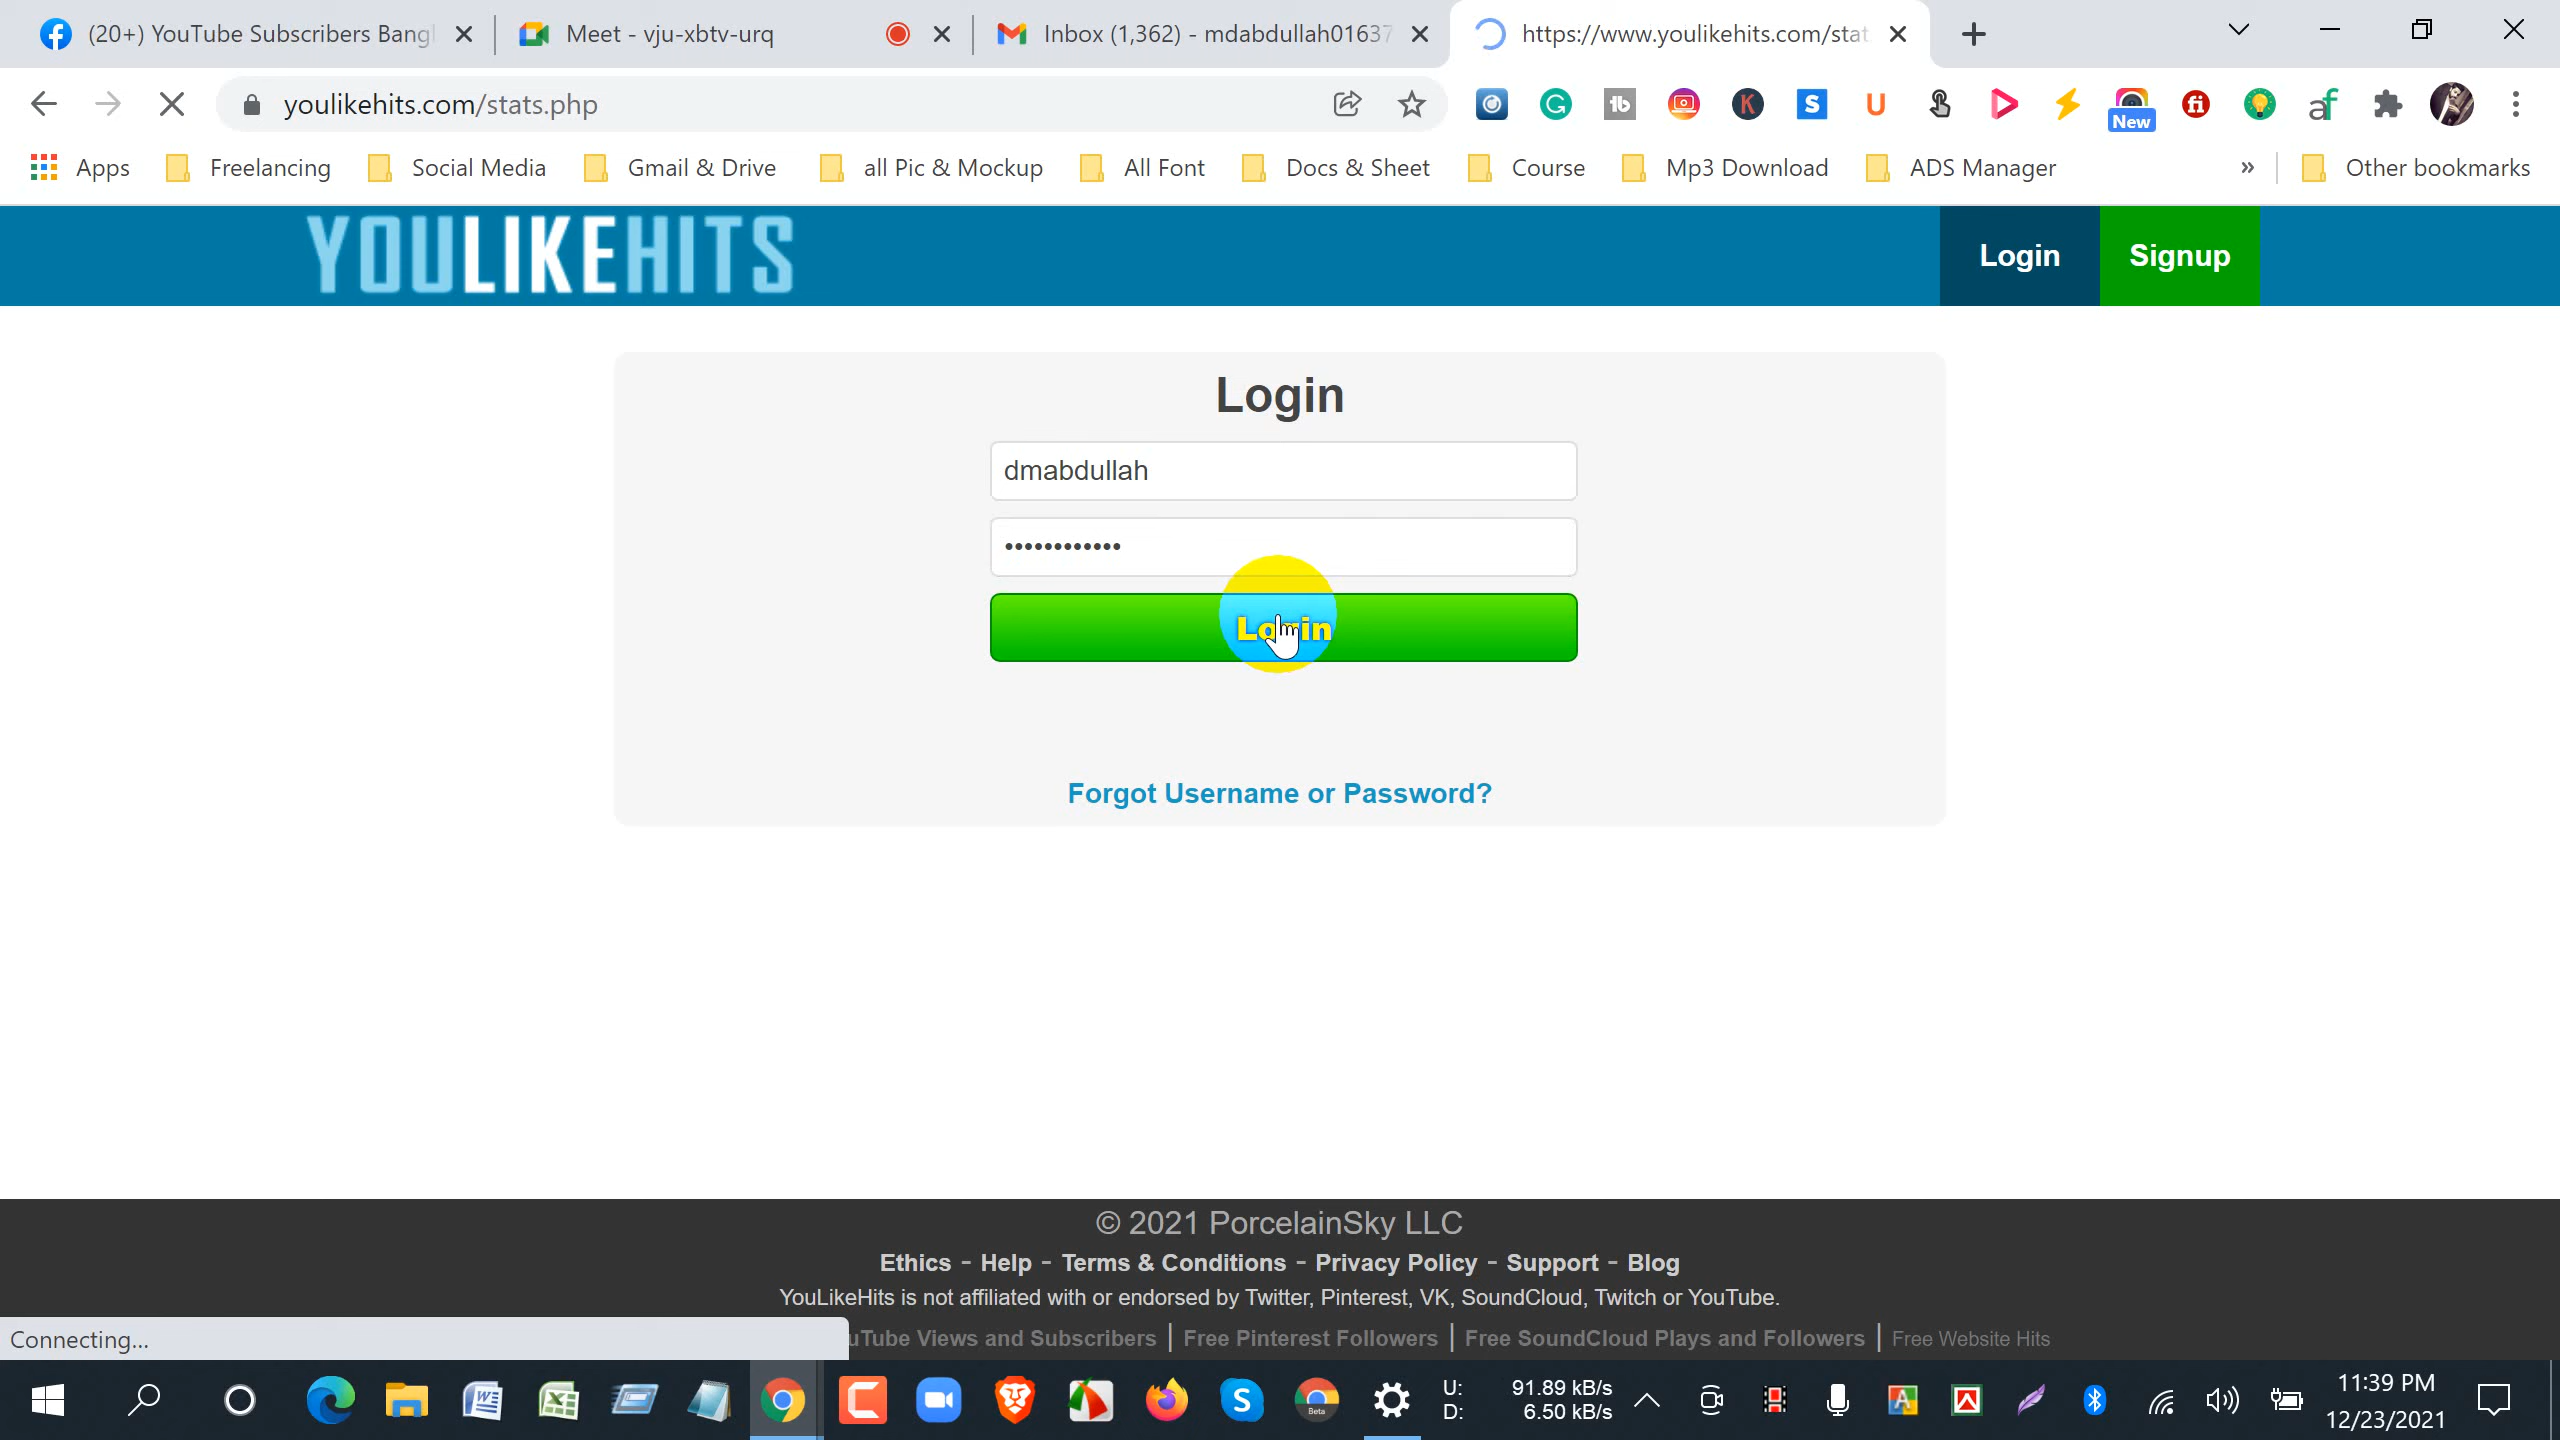 (20+) YouTube Subscribers Bangl
Meet - vju-xbtv-urq
Inbox (1,362) - mdabdullah01637
https://www.youlikehits.com/stat
youlikehits.com/stats.php
New
Apps
Freelancing
Social Media
Gmail & Drive
all Pic & Mockup
All Font
Docs & Sheet
Course
Mp3 Download
ADS Manager
»
Other bookmarks
YOULIKEHITS
Login
Signup
Login
dmabdullah
••••••••••••
Login
Forgot Username or Password?
© 2021 PorcelainSky LLC
Ethics - Help - Terms & Conditions - Privacy Policy - Support - Blog
YouLikeHits is not affiliated with or endorsed by Twitter, Pinterest, VK, SoundCloud, Twitch or YouTube.
Connecting...
uTube Views and Subscribers | Free Pinterest Followers | Free SoundCloud Plays and Followers | Free Website Hits
U: 91.89 kB/s
D: 6.50 kB/s
11:39 PM
12/23/2021